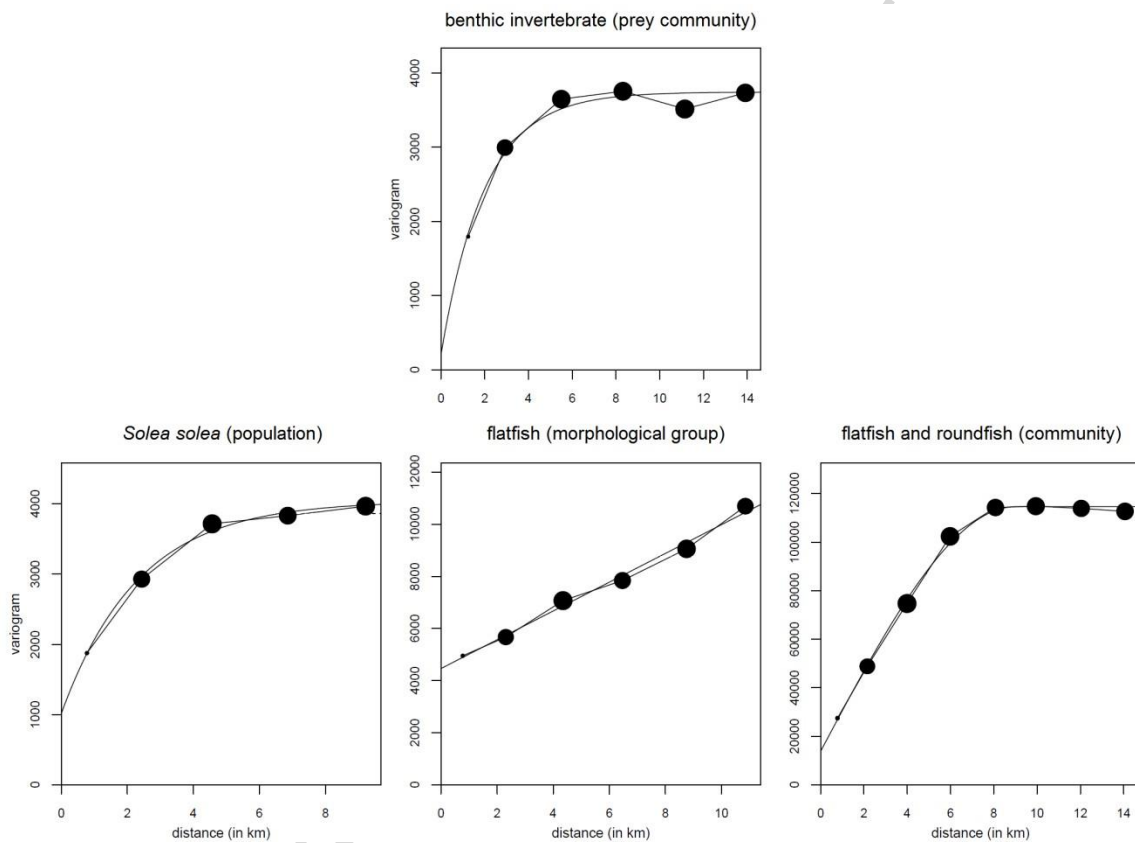 benthic invertebrate (prey community)
variogram
4000
3000
2000
1000
0
0 2 4 6 8 10 12 14
Solea solea (population)
variogram
4000
3000
2000
1000
0
0 2 4 6 8
distance (in km)
flatfish (morphological group)
12000
10000
8000
6000
4000
2000
0
0 2 4 6 8 10
distance (in km)
flatfish and roundfish (community)
120000
100000
80000
60000
40000
20000
0
0 2 4 6 8 10 12 14
distance (in km)